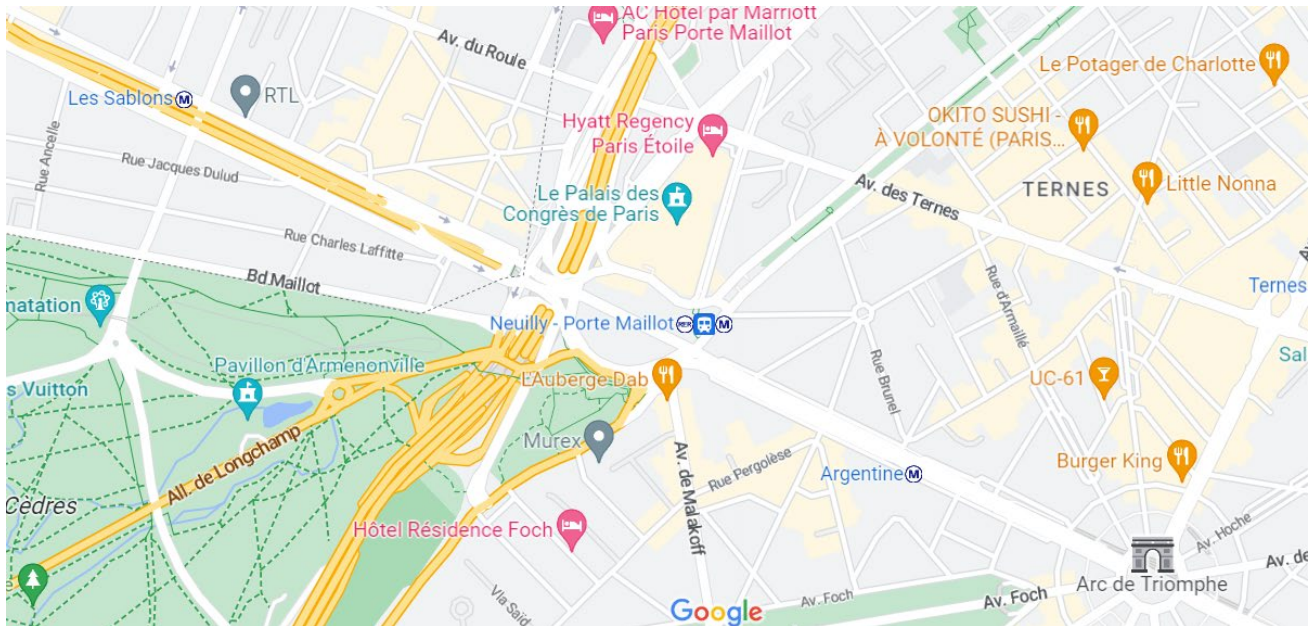 AC Hôtel par Marriott
Paris Porte Maillot
Av. du Roule
Le Potager de Charlotte
Les Sablons
M
RTL
Hyatt Regency
Paris Étoile
OKITO SUSHI -
À VOLONTÉ (PARIS...
Rue Ancelle
Rue Jacques Dulud
Av. des Ternes
TERNES
Little Nonna
Le Palais des
Congrès de Paris
Rue Charles Laffitte
Bd Maillot
Rue d'Armaillé
Ternes
matation
Neuilly - Porte Maillot
RER
M
Pavillon d'Armenonville
L'Auberge Dab
Rue Brunel
UC-61
Sal
s Vuitton
Murex
Av. de Malakoff
Rue Pergolèse
Argentine
M
Burger King
All. de Longchamp
Cèdres
Hôtel Résidence Foch
Av. Hoche
Av. de
Arc de Triomphe
Via Saïd
Google
Av. Foch
Av. Foch